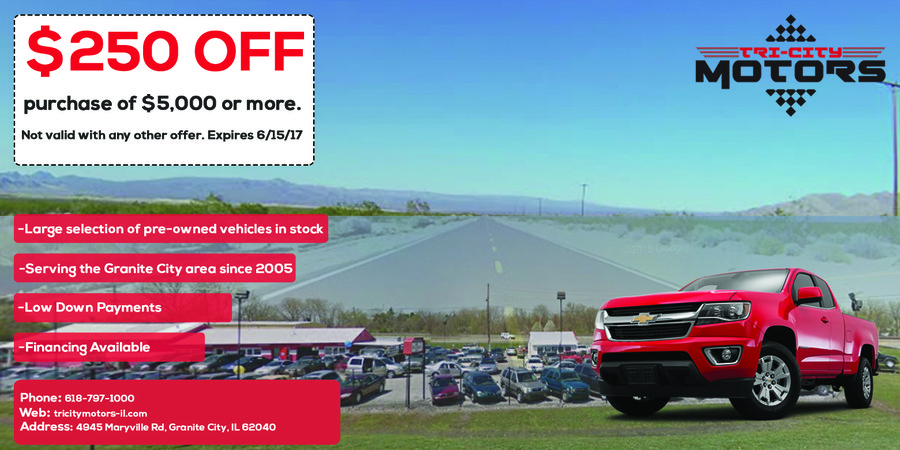 $250 OFF
purchase of $5,000 or more.
Not valid with any other offer. Expires 6/15/17
TRI-CITY
MOTORS
-Large selection of pre-owned vehicles in stock
-Serving the Granite City area since 2005
-Low Down Payments
-Financing Available
Phone: 618-797-1000
Web: tricitymotors-il.com
Address: 4945 Maryville Rd, Granite City, IL 62040